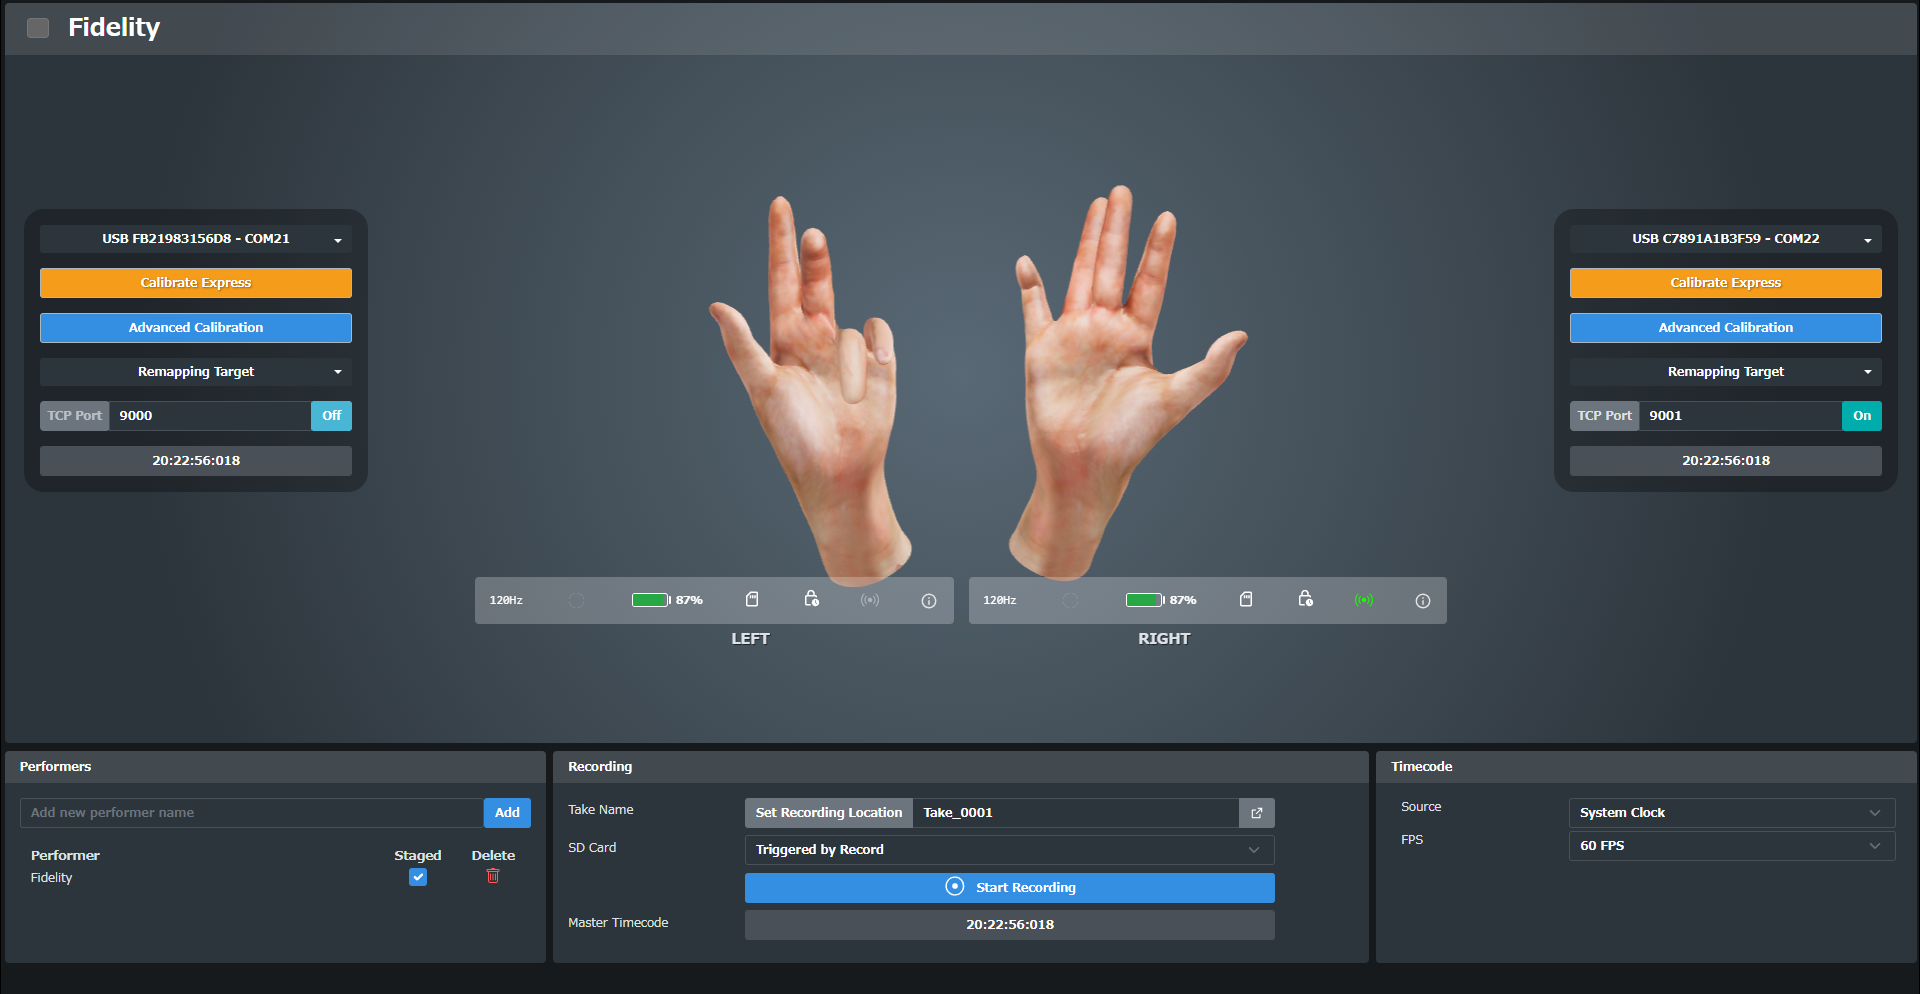 Fidelity
USB FB21983156D8 - COM21
Calibrate Express
Advanced Calibration
Remapping Target
TCP Port 9000 Off
20:22:56:018
USB C7891A1B3F59 - COM22
Calibrate Express
Advanced Calibration
Remapping Target
TCP Port 9001 On
20:22:56:018
120Hz 87%
LEFT
120Hz 87%
RIGHT
Performers
Add new performer name Add
Performer Staged Delete
Fidelity
Recording
Take Name Set Recording Location Take_0001
SD Card Triggered by Record
Start Recording
Master Timecode 20:22:56:018
Timecode
Source System Clock
FPS 60 FPS